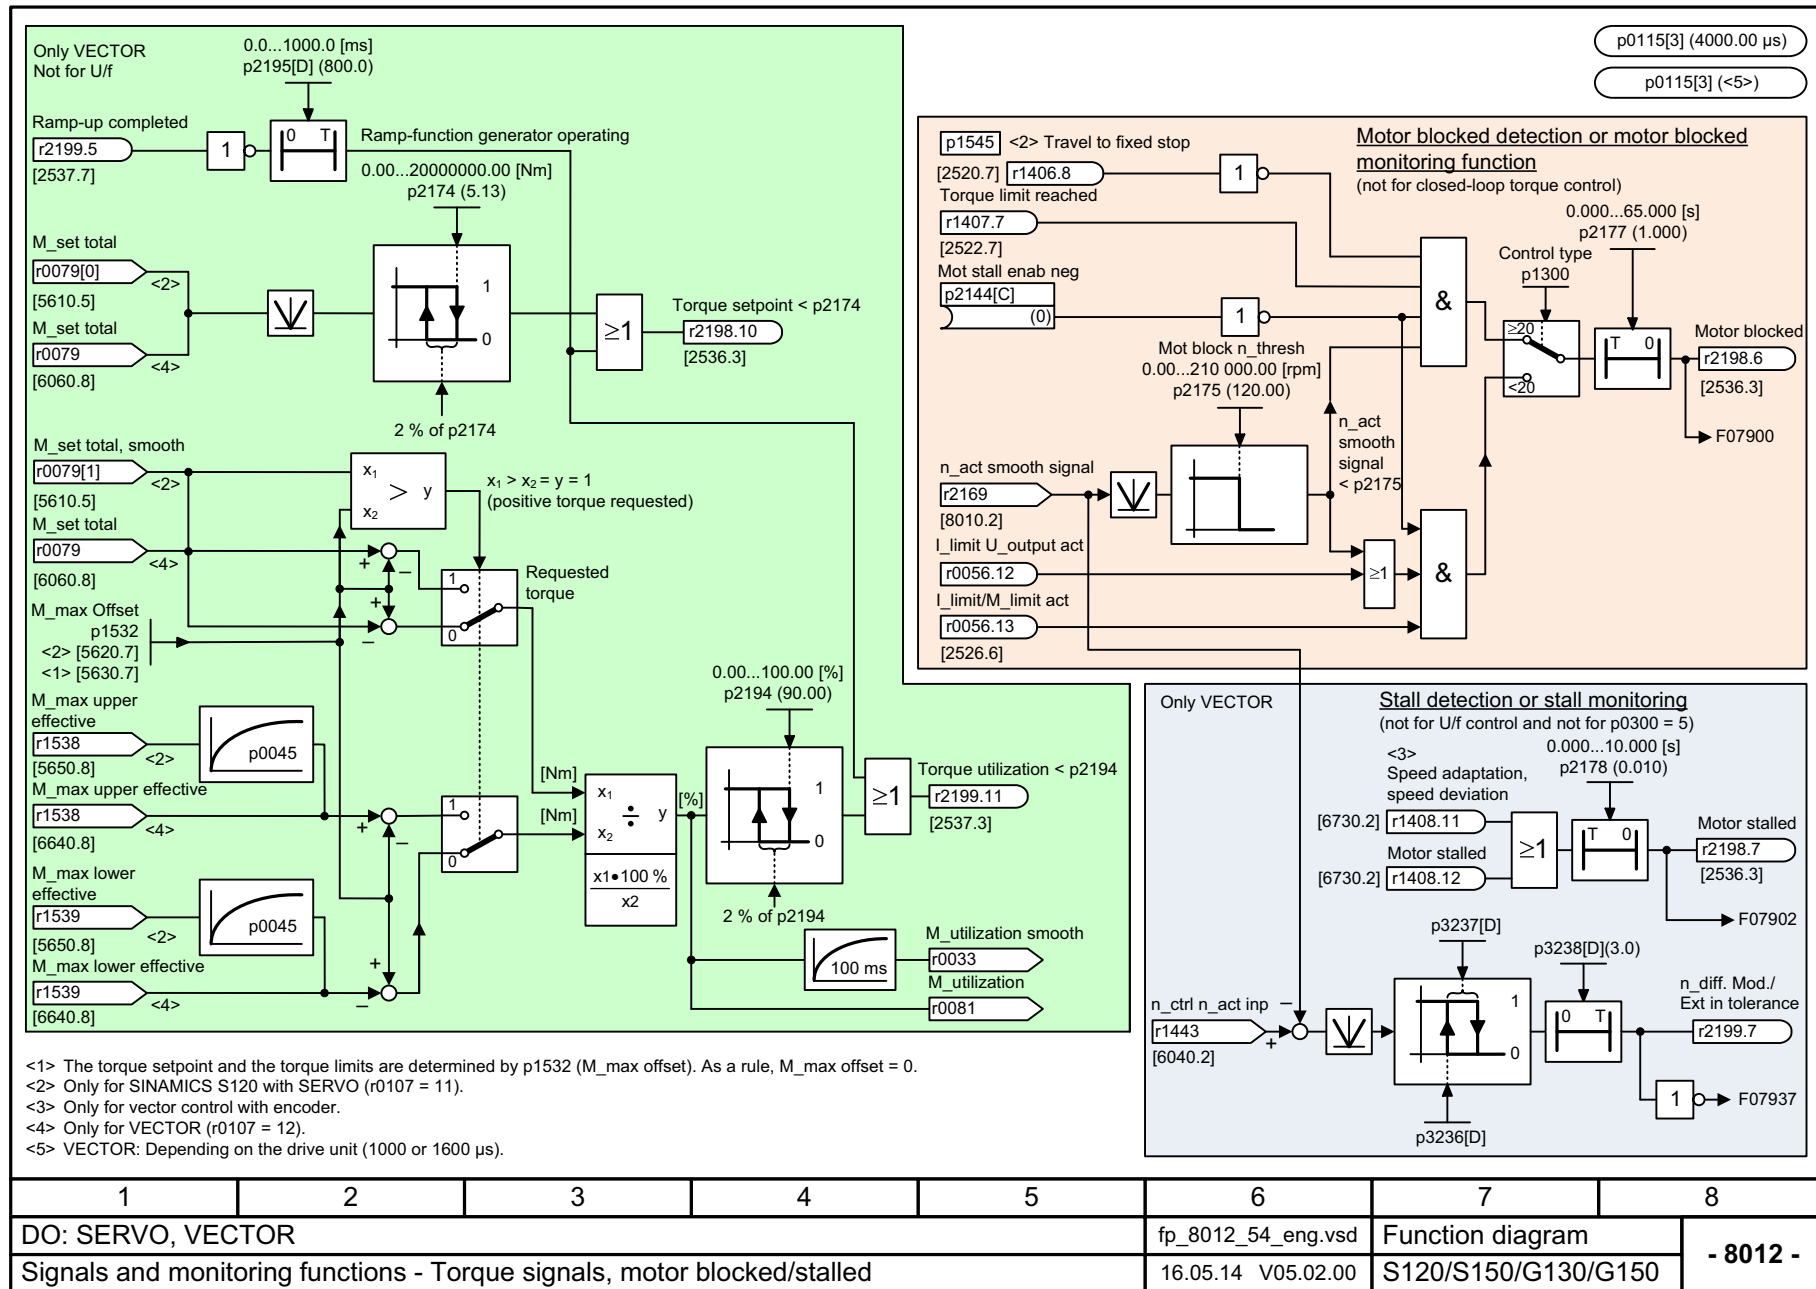 Only VECTOR
Not for U/f
0.0...1000.0 [ms]
p2195[D] (800.0)
Ramp-up completed
r2199.5
[2537.7]
1
0 T
Ramp-function generator operating
0.00...20000000.00 [Nm]
p2174 (5.13)
M_set total
r0079[0]
<2>
[5610.5]
M_set total
r0079
<4>
[6060.8]
1
0
2 % of p2174
≥1
Torque setpoint < p2174
r2198.10
[2536.3]
M_set total, smooth
r0079[1]
<2>
[5610.5]
M_set total
r0079
<4>
[6060.8]
x1
x2
>
y
x1 > x2 = y = 1
(positive torque requested)
+
−
+
−
1
0
Requested
torque
M_max Offset
p1532
<2> [5620.7]
<1> [5630.7]
M_max upper
effective
r1538
<2>
[5650.8]
p0045
M_max upper effective
r1538
<4>
[6640.8]
+
−
1
0
M_max lower
effective
r1539
<2>
[5650.8]
p0045
M_max lower effective
r1539
<4>
[6640.8]
+
−
[Nm]
[Nm]
x1
x2
÷
y
x1•100 %
x2
[%]
0.00...100.00 [%]
p2194 (90.00)
1
0
2 % of p2194
≥1
Torque utilization < p2194
r2199.11
[2537.3]
100 ms
M_utilization smooth
r0033
M_utilization
r0081
p0115[3] (4000.00 µs)
p0115[3] (<5>)
Motor blocked detection or motor blocked
monitoring function
(not for closed-loop torque control)
p1545
<2> Travel to fixed stop
[2520.7]
r1406.8
1
Torque limit reached
r1407.7
[2522.7]
Mot stall enab neg
p2144[C]
(0)
1
Mot block n_thresh
0.00...210 000.00 [rpm]
p2175 (120.00)
n_act
smooth
signal
< p2175
n_act smooth signal
r2169
[8010.2]
I_limit U_output act
r0056.12
I_limit/M_limit act
r0056.13
[2526.6]
≥1
&
&
Control type
p1300
≥20
<20
0.000...65.000 [s]
p2177 (1.000)
T 0
Motor blocked
r2198.6
[2536.3]
F07900
Only VECTOR
Stall detection or stall monitoring
(not for U/f control and not for p0300 = 5)
<3>
Speed adaptation,
speed deviation
[6730.2]
r1408.11
Motor stalled
[6730.2]
r1408.12
≥1
0.000...10.000 [s]
p2178 (0.010)
T 0
Motor stalled
r2198.7
[2536.3]
F07902
p3237[D]
p3238[D](3.0)
n_ctrl n_act inp
r1443
[6040.2]
−
+
1
0
p3236[D]
0 T
n_diff. Mod./
Ext in tolerance
r2199.7
1
F07937
<1> The torque setpoint and the torque limits are determined by p1532 (M_max offset). As a rule, M_max offset = 0.
<2> Only for SINAMICS S120 with SERVO (r0107 = 11).
<3> Only for vector control with encoder.
<4> Only for VECTOR (r0107 = 12).
<5> VECTOR: Depending on the drive unit (1000 or 1600 µs).
1 2 3 4 5 6 7 8
DO: SERVO, VECTOR
fp_8012_54_eng.vsd
Function diagram
- 8012 -
Signals and monitoring functions - Torque signals, motor blocked/stalled
16.05.14 V05.02.00
S120/S150/G130/G150